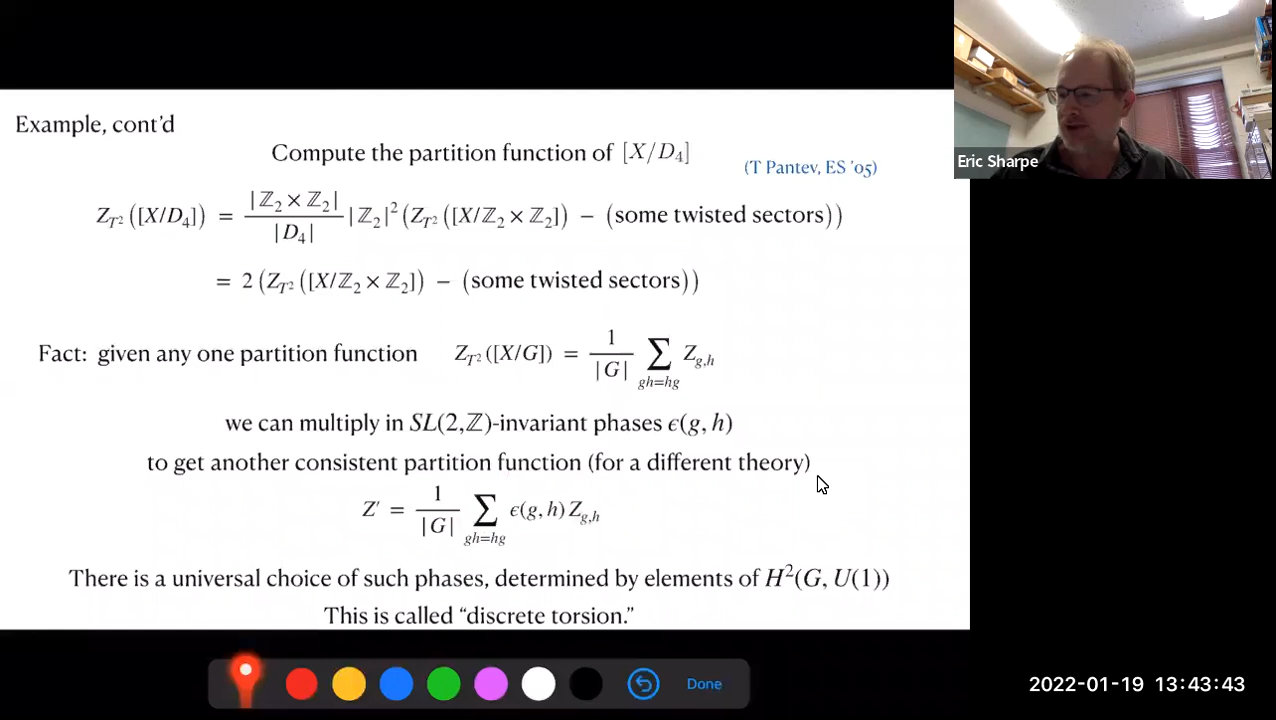 Example, cont'd
Compute the partition function of [X/D₄]
(T Pantev, ES '05)
Z_{T²}([X/D₄]) = |ℤ₂ × ℤ₂| / |D₄| |ℤ₂|² (Z_{T²}([X/ℤ₂ × ℤ₂]) − (some twisted sectors))
= 2 (Z_{T²}([X/ℤ₂ × ℤ₂]) − (some twisted sectors))
Fact: given any one partition function Z_{T²}([X/G]) = 1/|G| ∑_{gh=hg} Z_{g,h}
we can multiply in SL(2,ℤ)-invariant phases ϵ(g, h)
to get another consistent partition function (for a different theory)
Z′ = 1/|G| ∑_{gh=hg} ϵ(g, h) Z_{g,h}
There is a universal choice of such phases, determined by elements of H²(G, U(1))
This is called “discrete torsion.”
Eric Sharpe
Done
2022-01-19 13:43:43